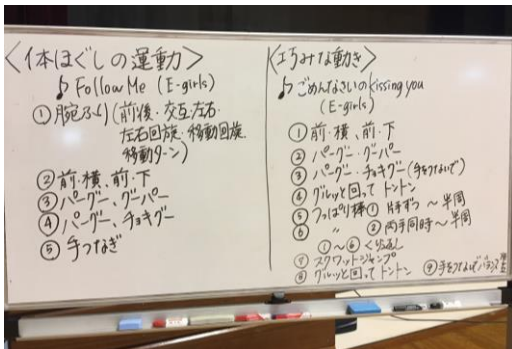 <体ほぐしの運動>
♪ Follow Me (E-girls)
① 腕ふり(前後・交互左右・
左右回旋・移動回旋
移動ターン)
② 前・横、前・下
③ パーグー、グーパー
④ パーグー、チョキグー
⑤ 手つなぎ
<巧みな動き>
♪ ごめんなさいのkissing you
(E-girls)
① 前・横、前・下
② パーグー・グーパー
③ パーグー・チョキグー(手をつないで)
④ グルッと回って トントン
⑤ つっぱり棒① 片手ずつ ~半周
⑥ 〃 ② 両手同時~半周
①~⑥くり返し
⑦ スクワットジャンプ
⑧ グルッと回って トントン
⑨ 手をつないでバランス